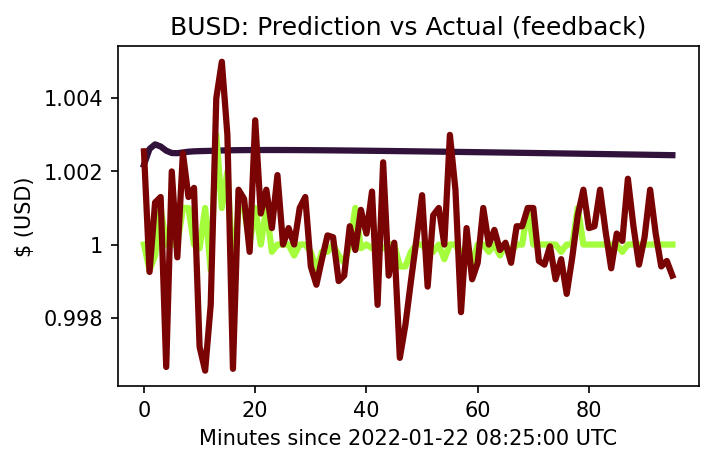 BUSD: Prediction vs Actual (feedback)
$ (USD)
1.004
1.002
1
0.998
0 20 40 60 80
Minutes since 2022-01-22 08:25:00 UTC